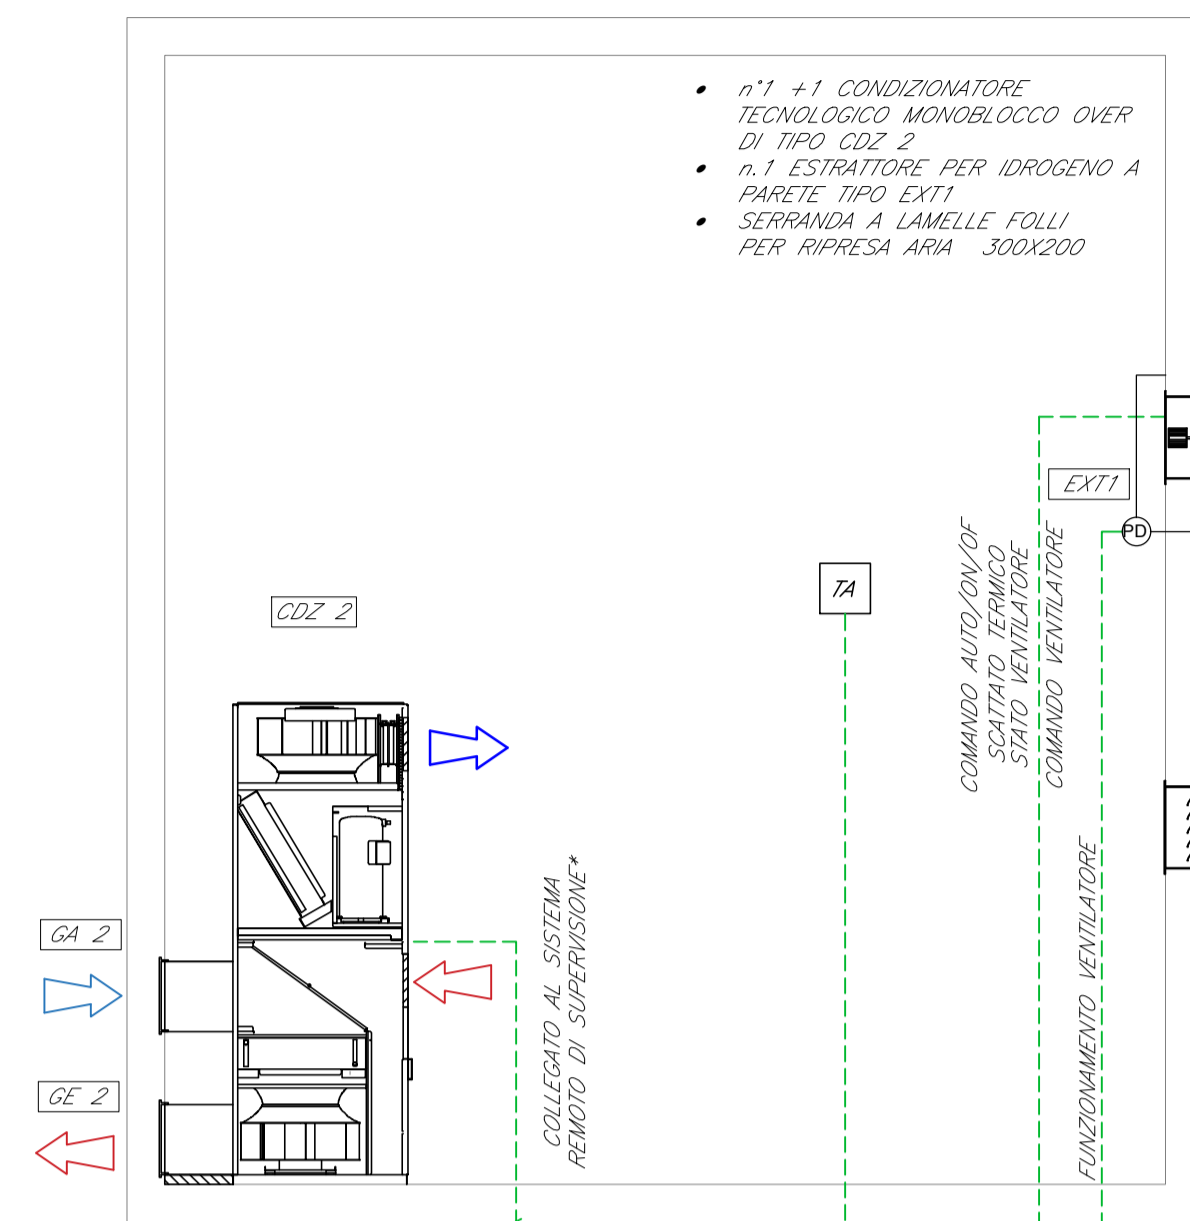 • n°1 +1 CONDIZIONATORE
TECNOLOGICO MONOBLOCCO OVER
DI TIPO CDZ 2
• n.1 ESTRATTORE PER IDROGENO A
PARETE TIPO EXT1
• SERRANDA A LAMELLE FOLLI
PER RIPRESA ARIA 300X200
EXT1
PD
TA
CDZ 2
COMANDO AUTO/ON/OF
SCATTATO TERMICO
STATO VENTILATORE
COMANDO VENTILATORE
FUNZIONAMENTO VENTILATORE
COLLEGATO AL SISTEMA
REMOTO DI SUPERVISIONE*
GA 2
GE 2